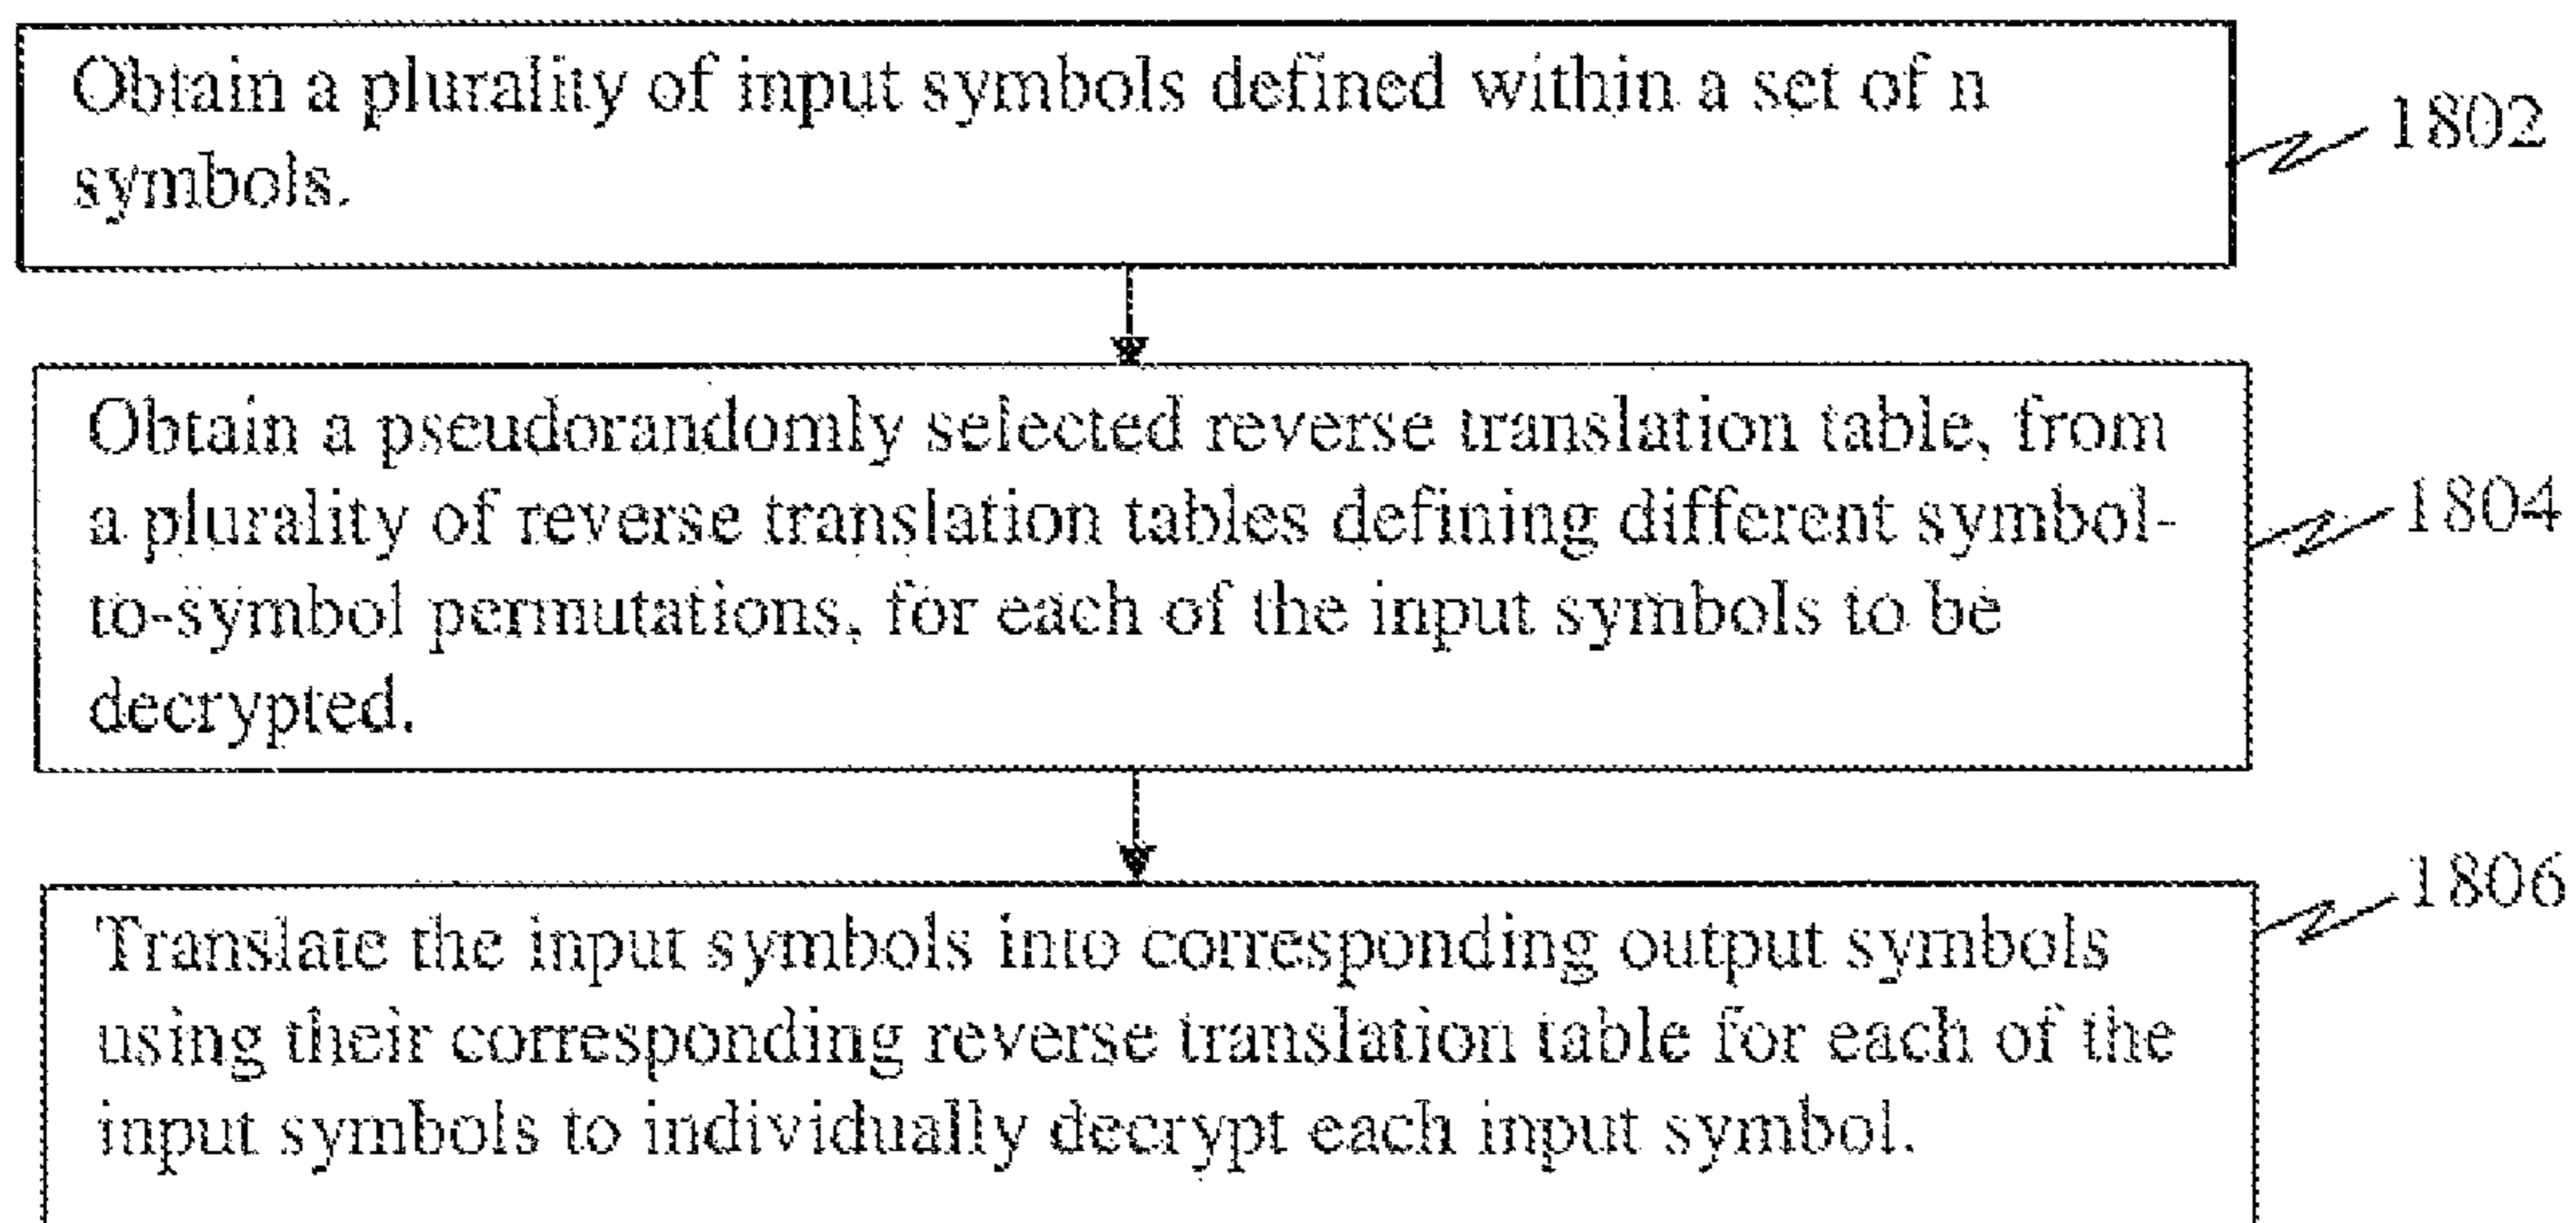 Obtain a plurality of input symbols defined within a set of n
symbols.
1802
Obtain a pseudorandomly selected reverse translation table, from
a plurality of reverse translation tables defining different symbol-
to-symbol permutations, for each of the input symbols to be
decrypted.
1804
Translate the input symbols into corresponding output symbols
using their corresponding reverse translation table for each of the
input symbols to individually decrypt each input symbol.
1806